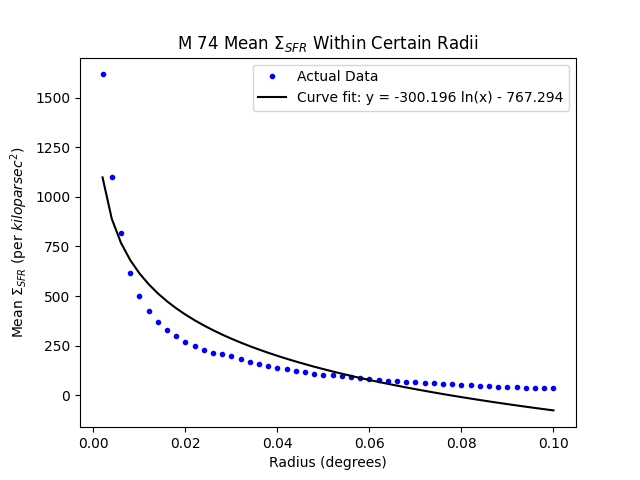 M 74 Mean Σ_SFR Within Certain Radii
Actual Data
Curve fit: y = -300.196 ln(x) - 767.294
Mean Σ_SFR (per kiloparsec²)
1500
1250
1000
750
500
250
0
0.00 0.02 0.04 0.06 0.08 0.10
Radius (degrees)